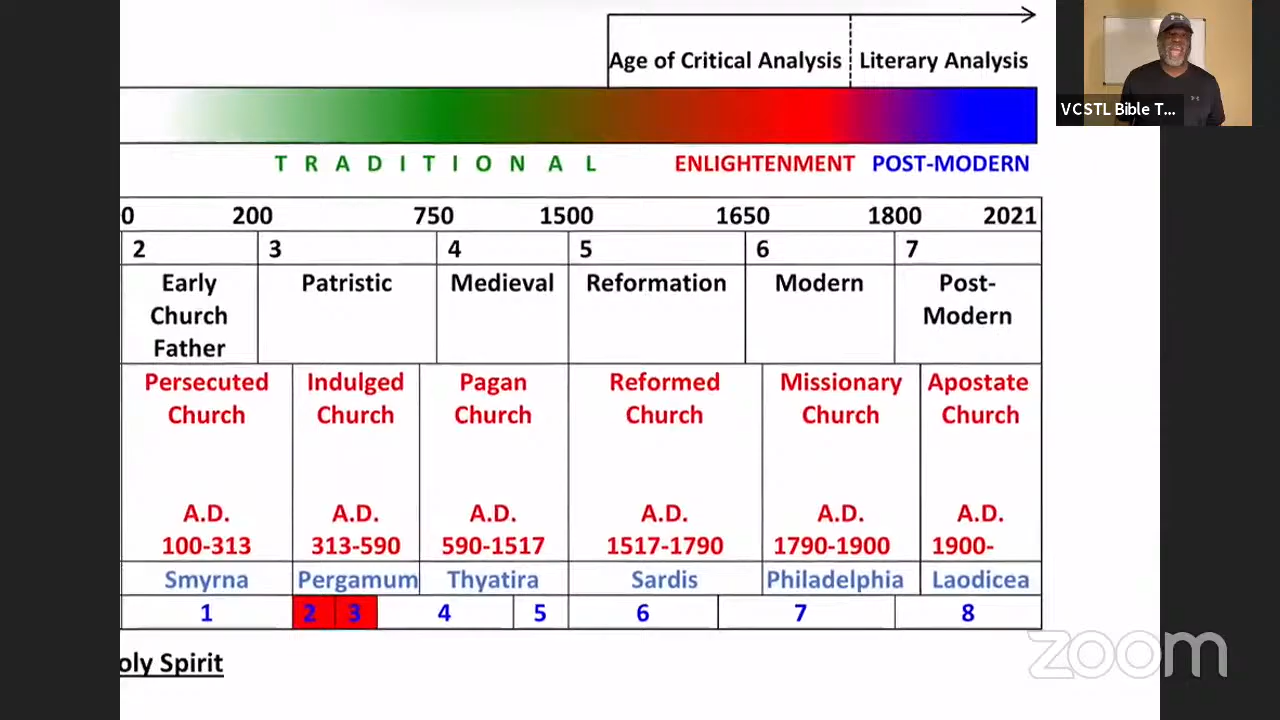 Age of Critical Analysis Literary Analysis
VCSTL Bible T...
TRADITIONAL ENLIGHTENMENT POST-MODERN
0 200 750 1500 1650 1800 2021
2 3 4 5 6 7
Early Patristic Medieval Reformation Modern Post-
Church Modern
Father
Persecuted Indulged Pagan Reformed Missionary Apostate
Church Church Church Church Church Church
A.D. A.D. A.D. A.D. A.D. A.D.
100-313 313-590 590-1517 1517-1790 1790-1900 1900-
Smyrna Pergamum Thyatira Sardis Philadelphia Laodicea
1 2 3 4 5 6 7 8
oly Spirit
zoom